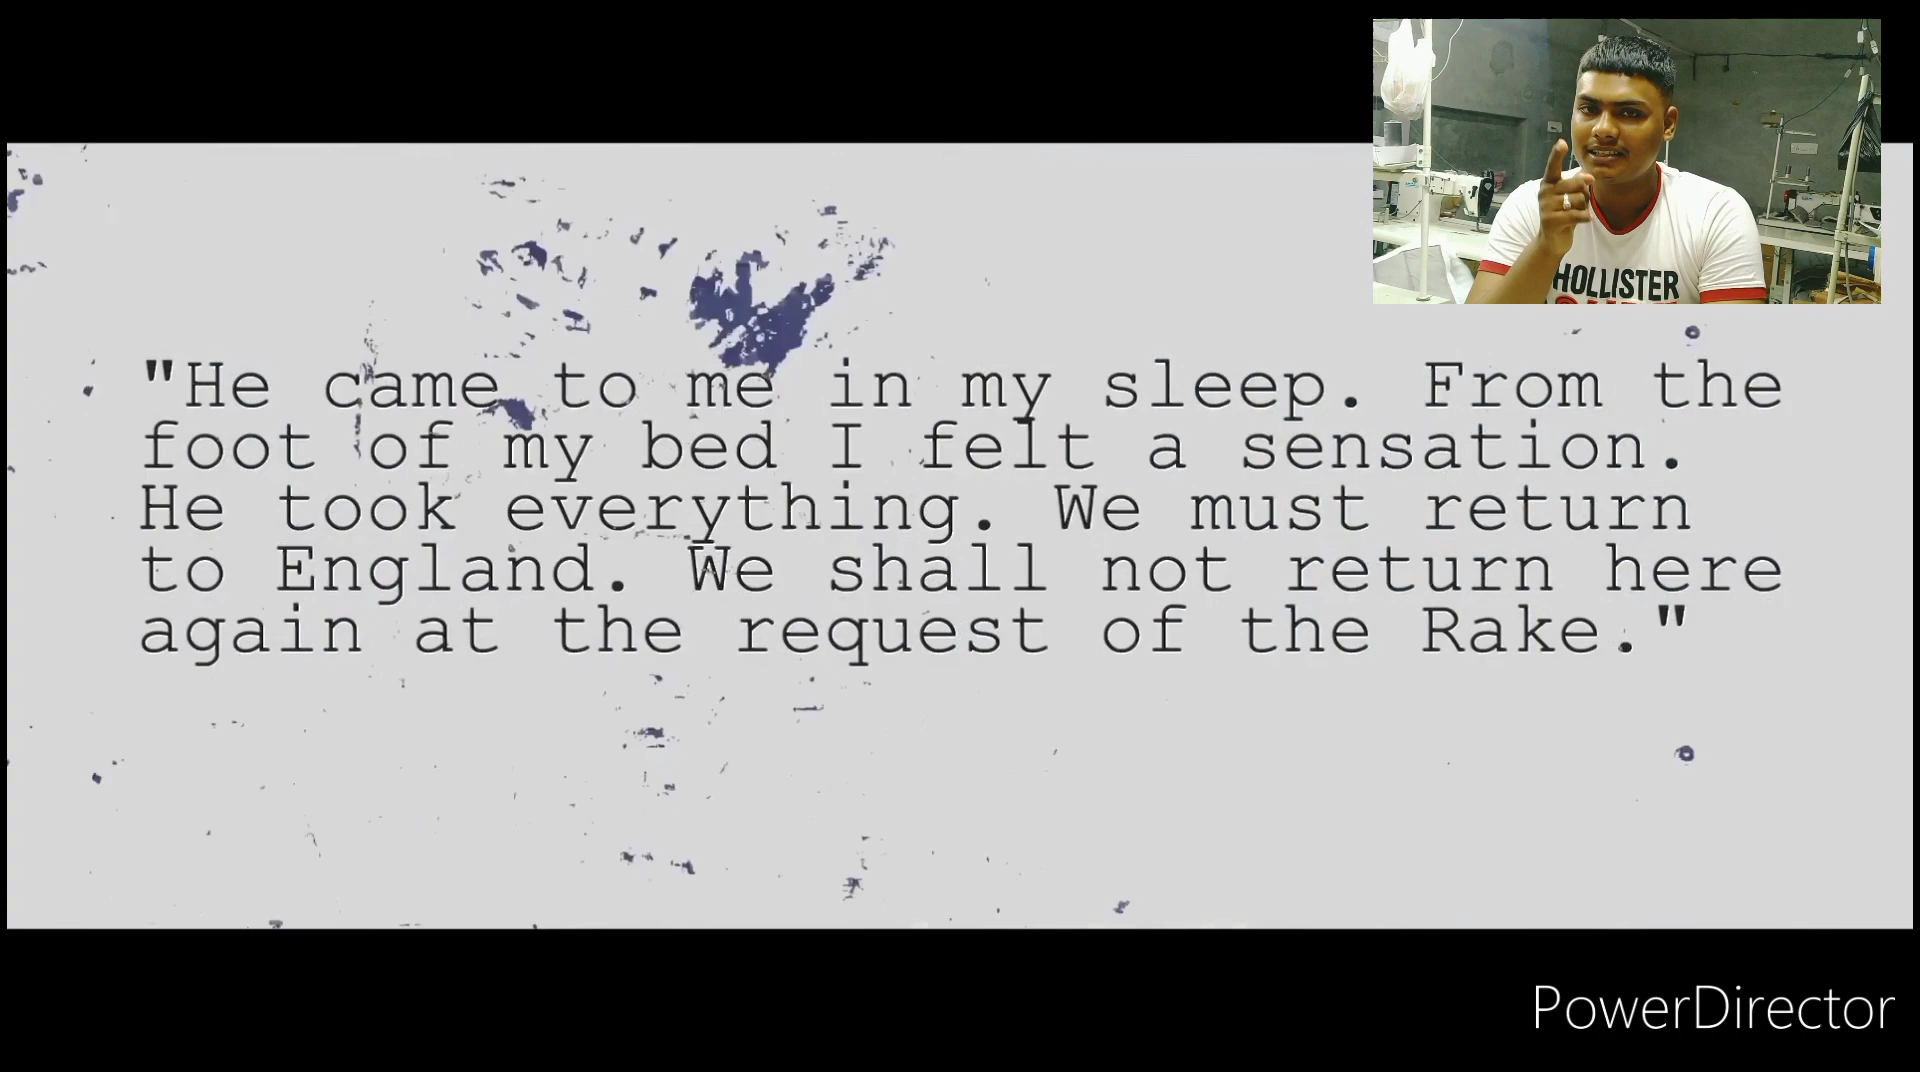 HOLLISTER
"He came to me in my sleep. From the
foot of my bed I felt a sensation.
He took everything. We must return
to England. We shall not return here
again at the request of the Rake."
PowerDirector